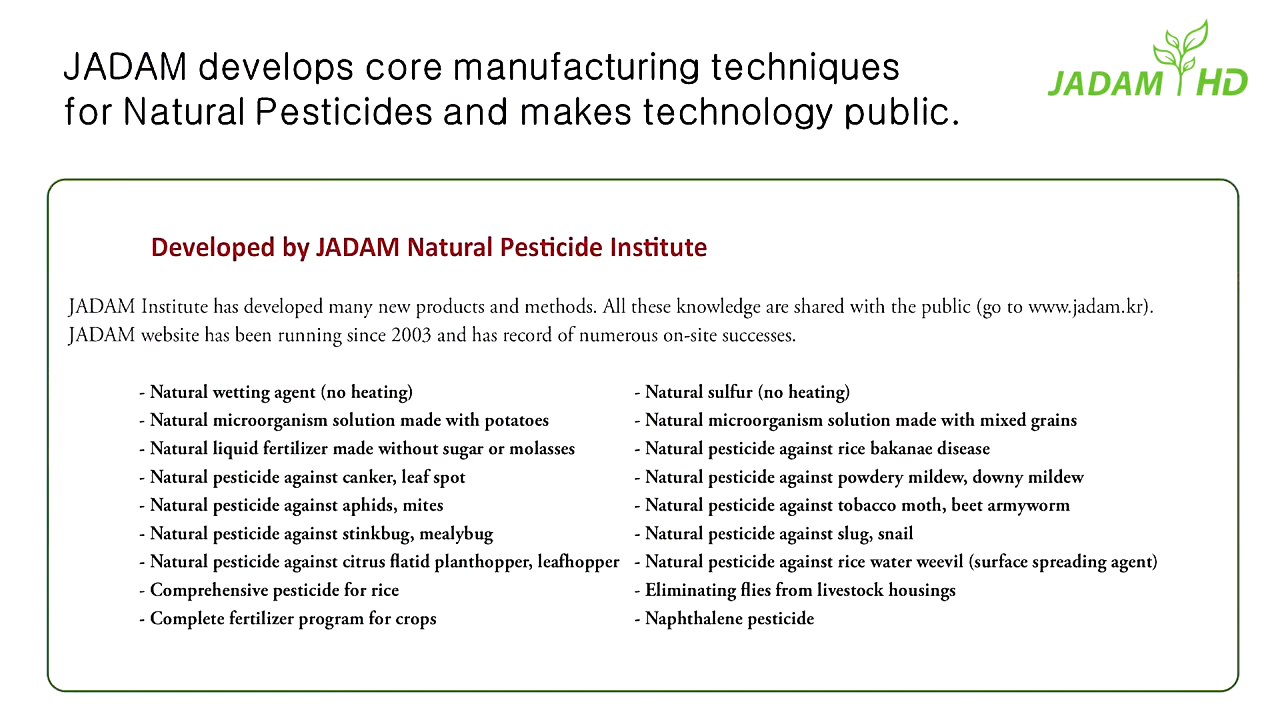 JADAM develops core manufacturing techniques
for Natural Pesticides and makes technology public.
JADAM HD
Developed by JADAM Natural Pesticide Institute
JADAM Institute has developed many new products and methods. All these knowledge are shared with the public (go to www.jadam.kr).
JADAM website has been running since 2003 and has record of numerous on-site successes.
- Natural wetting agent (no heating)
- Natural microorganism solution made with potatoes
- Natural liquid fertilizer made without sugar or molasses
- Natural pesticide against canker, leaf spot
- Natural pesticide against aphids, mites
- Natural pesticide against stinkbug, mealybug
- Natural pesticide against citrus flatid planthopper, leafhopper
- Comprehensive pesticide for rice
- Complete fertilizer program for crops
- Natural sulfur (no heating)
- Natural microorganism solution made with mixed grains
- Natural pesticide against rice bakanae disease
- Natural pesticide against powdery mildew, downy mildew
- Natural pesticide against tobacco moth, beet armyworm
- Natural pesticide against slug, snail
- Natural pesticide against rice water weevil (surface spreading agent)
- Eliminating flies from livestock housings
- Naphthalene pesticide